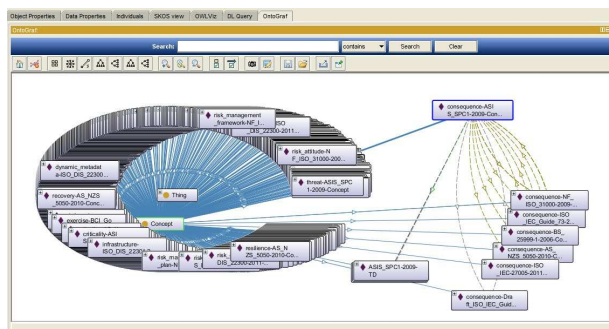 Object Properties
Data Properties
Individuals
SKOS view
OWLViz
DL Query
OntoGraf
OntoGraf
Search:
contains
Search
Clear
risk_management
_framework-NF_I...
ISO
_DIS_22300-2011...
consequence-ASI
S_SPC1-2009-Con...
risk_attitude-N
F_ISO_31000-200...
dynamic_metadat
e-ISO_DIS_22300...
threat-ASIS_SPC
1-2009-Concept
Thing
recovery-AS_NZS
_5050-2010-Conc...
exercise-BCI_Go
Concept
consequence-NF_
ISO_31000-2009-...
consequence-ISO
_IEC_Guide_73-2...
criticality-ASI
consequence-BS_
25999-1-2006-Co...
infrastructure-
resilience-AS_N
ZS_5050-2010-Co...
consequence-AS_
NZS_5050-2010-C...
risk_ma
_plan-N
DIS_22300-2011-...
ASIS_SPC1-2009-
TD
consequence-ISO
_IEC-27005-2011...
consequence-Dra
ft_ISO_IEC_Guid...